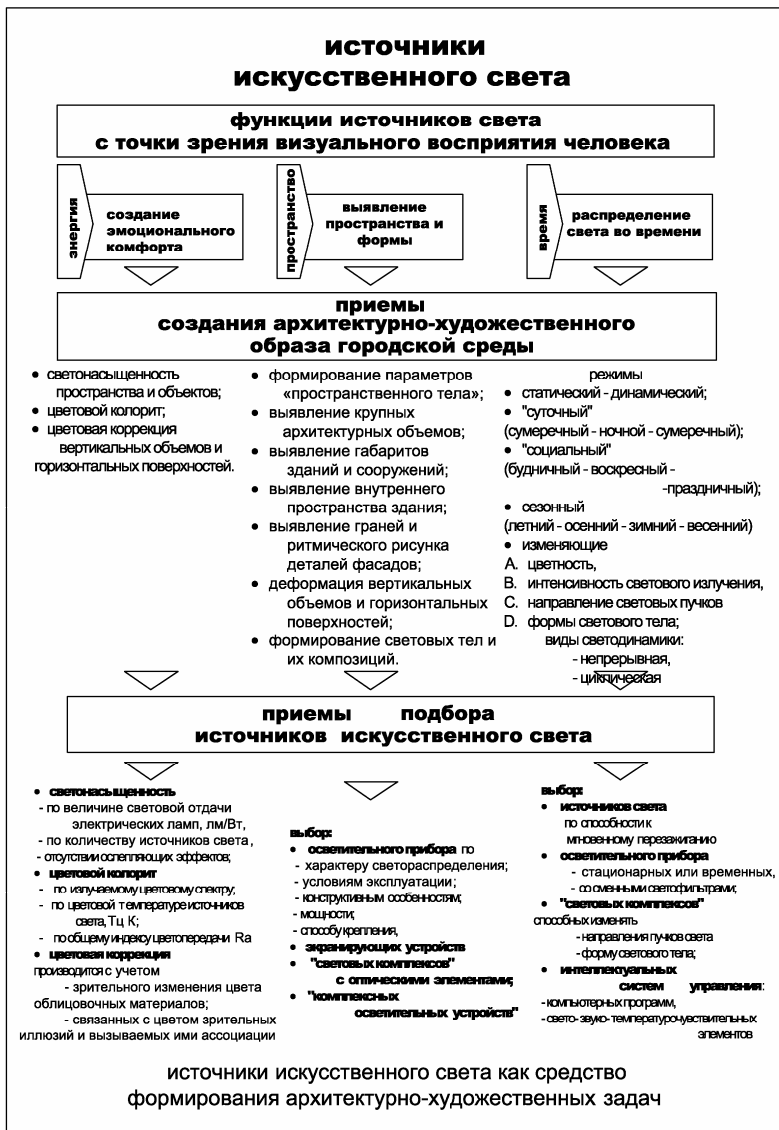 источники
искусственного света
функции источников света
с точки зрения визуального восприятия человека
энергия
создание
эмоционального
комфорта
пространство
выявление
пространства и
формы
время
распределение
света во времени
приемы
создания архитектурно-художественного
образа городской среды
• светонасыщенность
пространства и объектов;
• цветовой колорит;
• цветовая коррекция
вертикальных объемов и
горизонтальных поверхностей.
• формирование параметров
«пространственного тела»;
• выявление крупных
архитектурных объемов;
• выявление габаритов
зданий и сооружений;
• выявление внутреннего
пространства здания;
• выявление граней и
ритмического рисунка
деталей фасадов;
• деформация вертикальных
объемов и горизонтальных
поверхностей;
• формирование световых тел и
их композиций.
режимы
• статический - динамический;
• "суточный"
(сумеречный - ночной - сумеречный);
• "социальный"
(будничный - воскресный -
-праздничный);
• сезонный
(летний - осенний - зимний - весенний)
• изменяющие
A. цветность,
B. интенсивность светового излучения,
C. направление световых пучков
D. формы светового тела;
виды светодинамики:
- непрерывная,
- циклическая
приемы подбора
источников искусственного света
• светонасыщенность
- по величине световой отдачи
электрических ламп, лм/Вт,
- по количеству источников света,
- отсутствии ослепляющих эффектов;
• цветовой колорит
- по излучаемому цветовому спектру;
- по цветовой температуре источников
света, Тц К;
- по общему индексу цветопередачи Ra
• цветовая коррекция
производится с учетом
- зрительного изменения цвета
облицовочных материалов;
- связанных с цветом зрительных
иллюзий и вызываемых ими ассоциации
выбор:
• осветительного прибора по
- характеру светораспределения;
- условиям эксплуатации;
- конструктивным особенностям;
- мощности;
- способу крепления,
• экранирующих устройств
• "световых комплексов"
с оптическими элементами;
• "комплексных
осветительных устройств"
выбор:
• источников света
по способности к
мгновенному перезажиганию
• осветительного прибора
- стационарных или временных,
- со сменными светофильтрами;
• "световых комплексов"
способных изменять
- направления пучков света
- форму светового тела;
• интеллектуальных
систем управления:
- компьютерных программ,
- свето- звуко- температурочувствительных
элементов
источники искусственного света как средство
формирования архитектурно-художественных задач